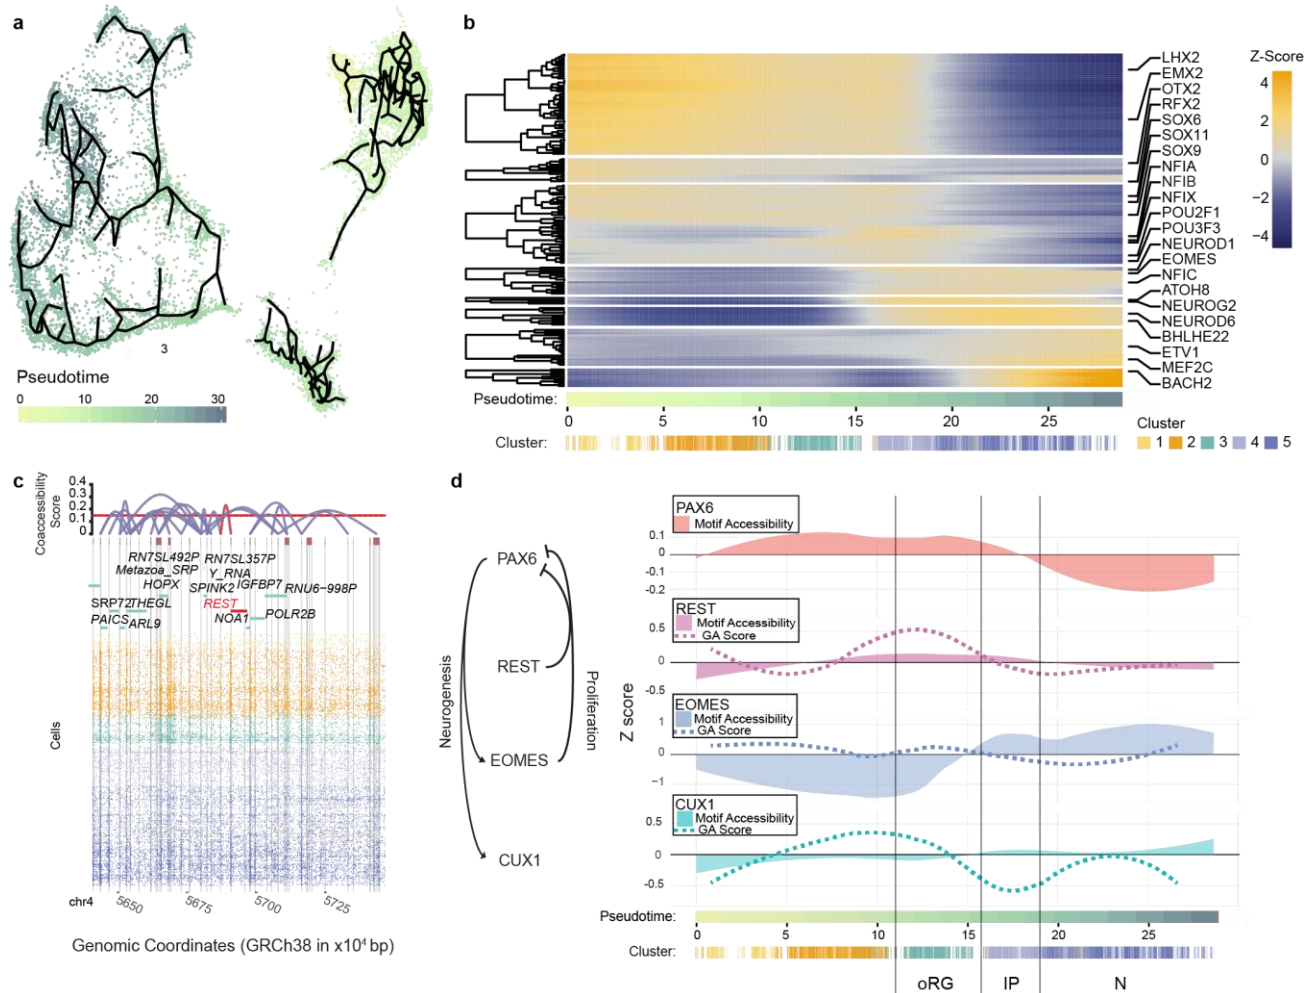 a
3
Pseudotime
0 10 20 30
b
LHX2
EMX2
OTX2
RFX2
SOX6
SOX11
SOX9
NFIA
NFIB
NFIX
POU2F1
POU3F3
NEUROD1
EOMES
NFIC
ATOH8
NEUROG2
NEUROD6
BHLHE22
ETV1
MEF2C
BACH2
Z-Score
4
2
0
−2
−4
Pseudotime:
0 5 10 15 20 25
Cluster:
Cluster
1 2 3 4 5
c
Coaccessibility
Score
0.4
0.3
0.2
0.1
0
RN7SL492P RN7SL357P
Metazoa_SRP Y_RNA
HOPX SPINK2 IGFBP7 RNU6−998P
SRP72 THEGL REST
PAICS ARL9 NOA1 POLR2B
Cells
chr4
5650 5675 5700 5725
Genomic Coordinates (GRCh38 in x10⁴ bp)
d
Neurogenesis
PAX6
REST
EOMES
CUX1
Proliferation
Z score
PAX6
Motif Accessibility
0.1
0
-0.1
-0.2
REST
Motif Accessibility
GA Score
0.5
0
-0.5
EOMES
Motif Accessibility
GA Score
1
0
-1
CUX1
Motif Accessibility
GA Score
0.5
0
-0.5
Pseudotime:
0 5 10 15 20 25
Cluster:
oRG IP N